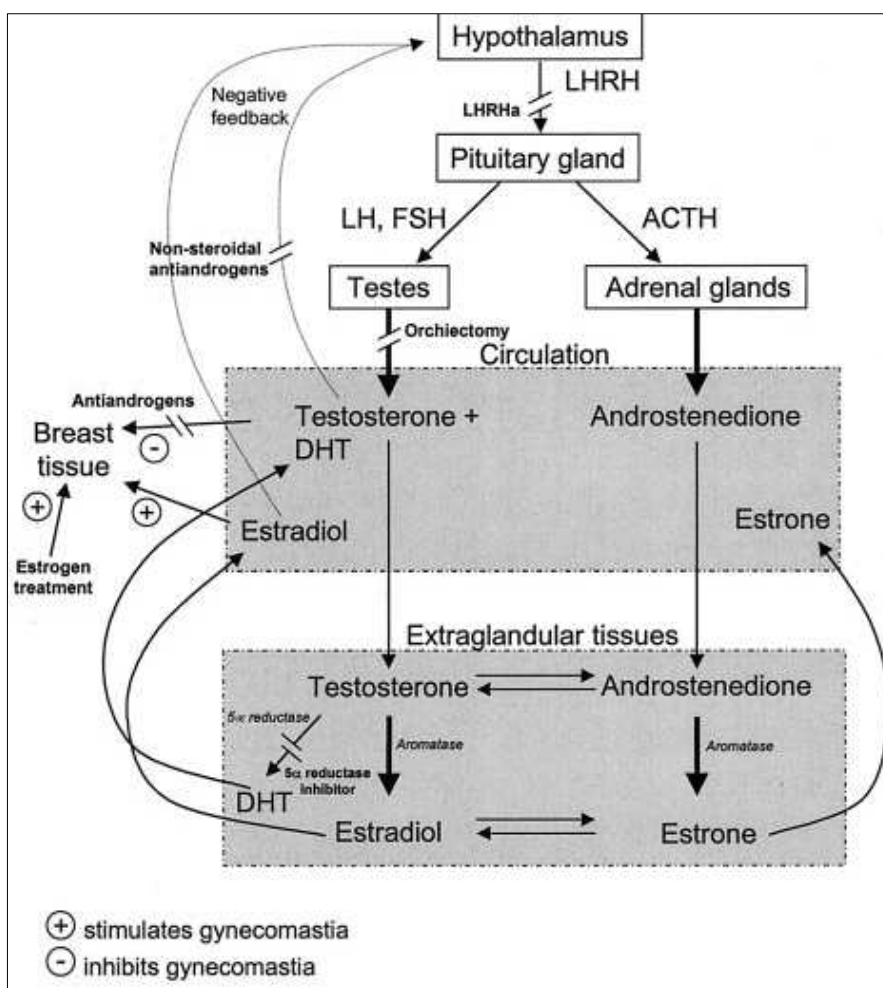 Hypothalamus
LHRH
LHRHa
Pituitary gland
Negative
feedback
LH, FSH
ACTH
Non-steroidal
antiandrogens
Testes
Adrenal glands
Orchiectomy
Circulation
Antiandrogens
Testosterone +
DHT
Androstenedione
Breast
tissue
-
+
+
Estradiol
Estrone
Estrogen
treatment
Extraglandular tissues
Testosterone
Androstenedione
5α reductase
Aromatase
Aromatase
5α reductase
inhibitor
DHT
Estradiol
Estrone
+ stimulates gynecomastia
- inhibits gynecomastia